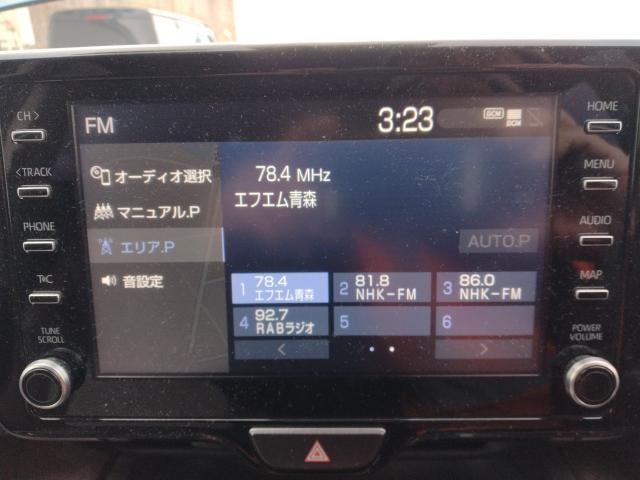 FM
3:23
DCM
DCM
オーディオ選択
マニュアル.P
エリア.P
音設定
78.4 MHz
エフエム青森
AUTO.P
1 78.4 エフエム青森
2 81.8 NHK-FM
3 86.0 NHK-FM
4 92.7 RABラジオ
5
6
<
>
CH >
< TRACK
PHONE
T\C
TUNE
SCROLL
HOME
MENU
AUDIO
MAP
POWER
VOLUME